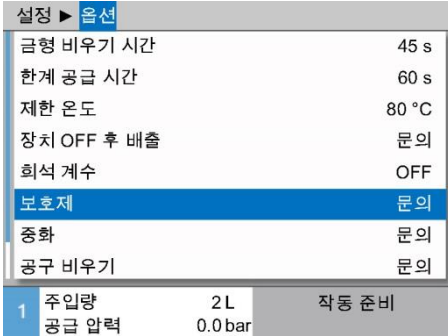 설정 ▶ 옵션
금형 비우기 시간 45 s
한계 공급 시간 60 s
제한 온도 80 °C
장치 OFF 후 배출 문의
희석 계수 OFF
보호제 문의
중화 문의
공구 비우기 문의
1 주입량 2 L 작동 준비
공급 압력 0.0 bar